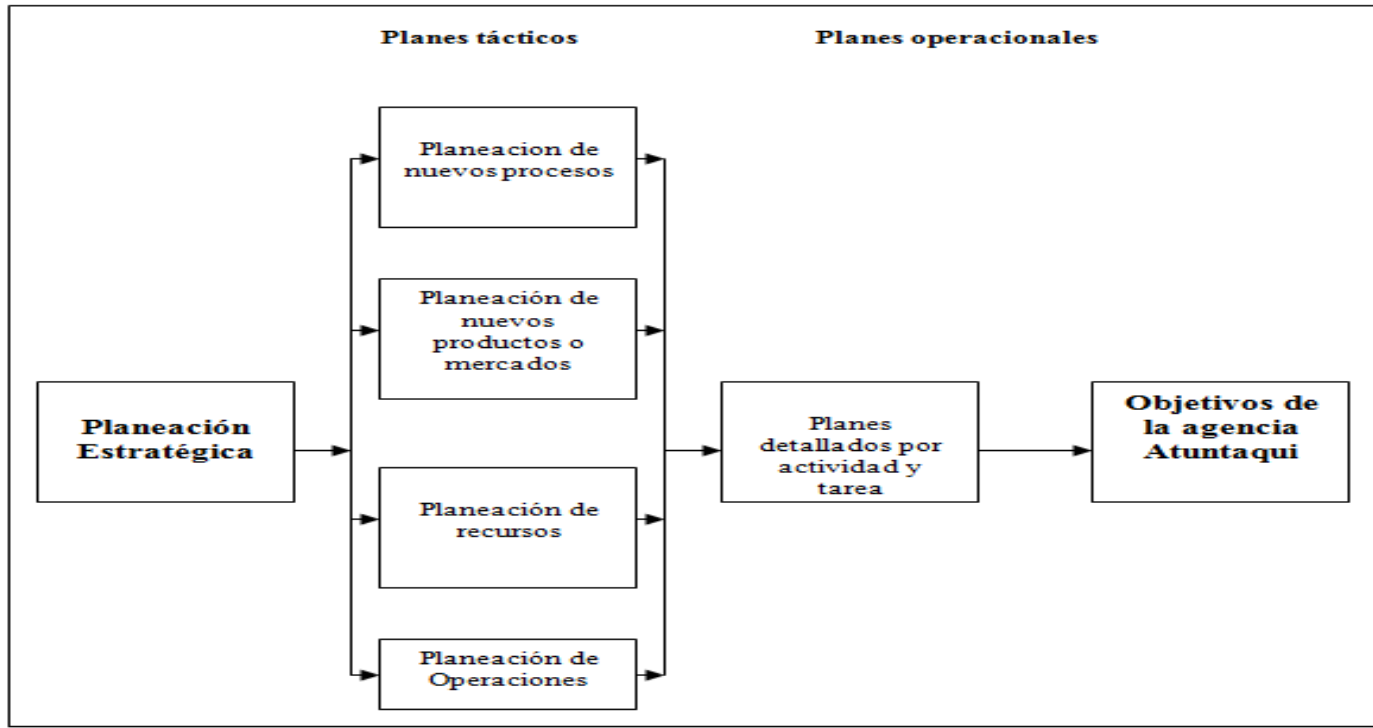 Planes tácticos
Planes operacionales
Planeacion de
nuevos procesos
Planeación de
nuevos
productos o
mercados
Planeación
Estratégica
Planeación de
recursos
Planeación de
Operaciones
Planes
detallados por
actividad y
tarea
Objetivos de
la agencia
Atuntaqui